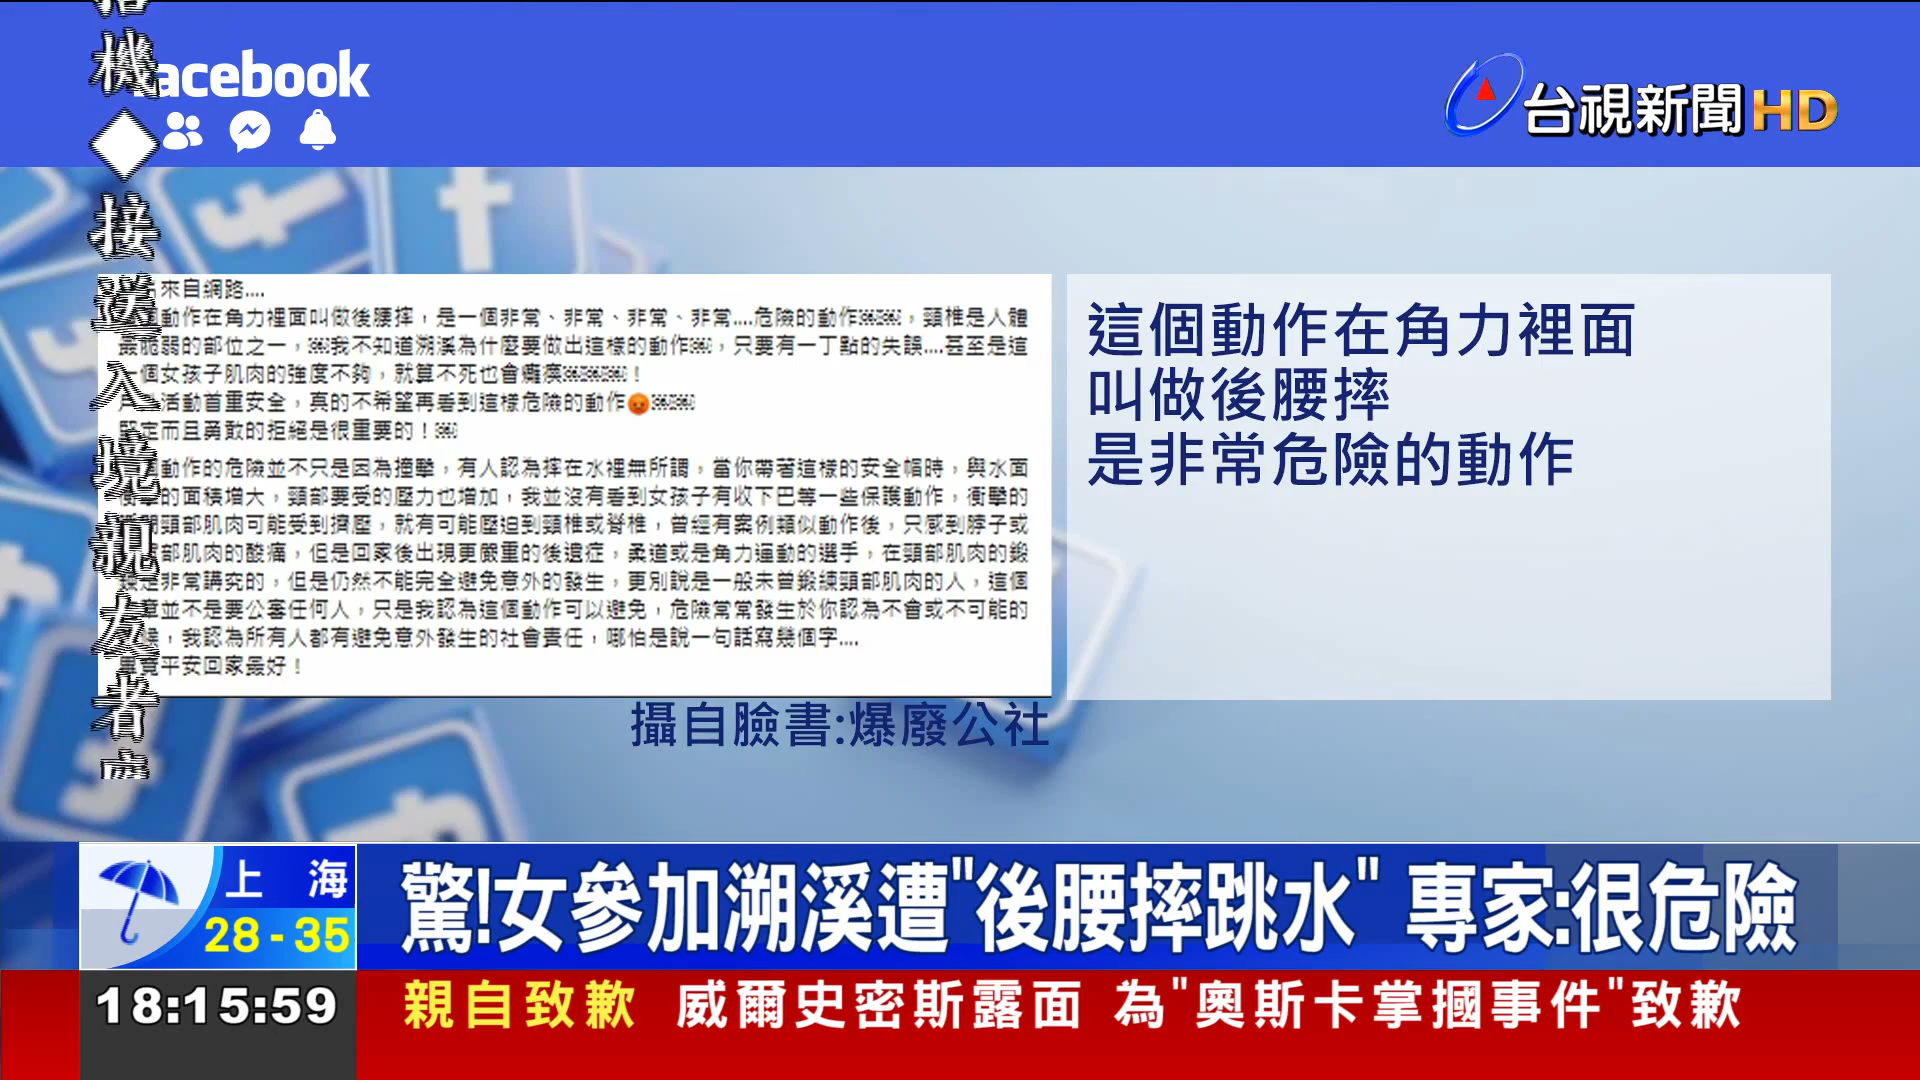 facebook
台視新聞HD
機◆接送入境親友者
來自網路....
動作在角力裡面叫做後腰摔，是一個非常、非常、非常、非常....危險的動作，頸椎是人體
最脆弱的部位之一，我不知道溯溪為什麼要做出這樣的動作，只要有一丁點的失誤....甚至是這
一個女孩子肌肉的強度不夠，就算不死也會癱瘓！
活動首重安全，真的不希望再看到這樣危險的動作😡
堅定而且勇敢的拒絕是很重要的！
個動作的危險並不只是因為撞擊，有人認為摔在水裡無所謂，當你帶著這樣的安全帽時，與水面
的面積增大，頸部要受的壓力也增加，我並沒有看到女孩子有收下巴等一些保護動作，衝擊的
頸部肌肉可能受到擠壓，就有可能壓迫到頸椎或脊椎，曾經有案例類似動作後，只感到脖子或
部肌肉的酸痛，但是回家後出現更嚴重的後遺症，柔道或是角力運動的選手，在頸部肌肉的鍛
是非常講究的，但是仍然不能完全避免意外的發生，更別說是一般未曾鍛練頸部肌肉的人，這個
並不是要公審任何人，只是我認為這個動作可以避免，危險常常發生於你認為不會或不可能的
候，我認為所有人都有避免意外發生的社會責任，哪怕是說一句話寫幾個字....
畢竟平安回家最好！
這個動作在角力裡面
叫做後腰摔
是非常危險的動作
攝自臉書:爆廢公社
上 海
28 - 35
驚!女參加溯溪遭"後腰摔跳水" 專家:很危險
18:15:59
親自致歉 威爾史密斯露面 為"奧斯卡掌摑事件"致歉